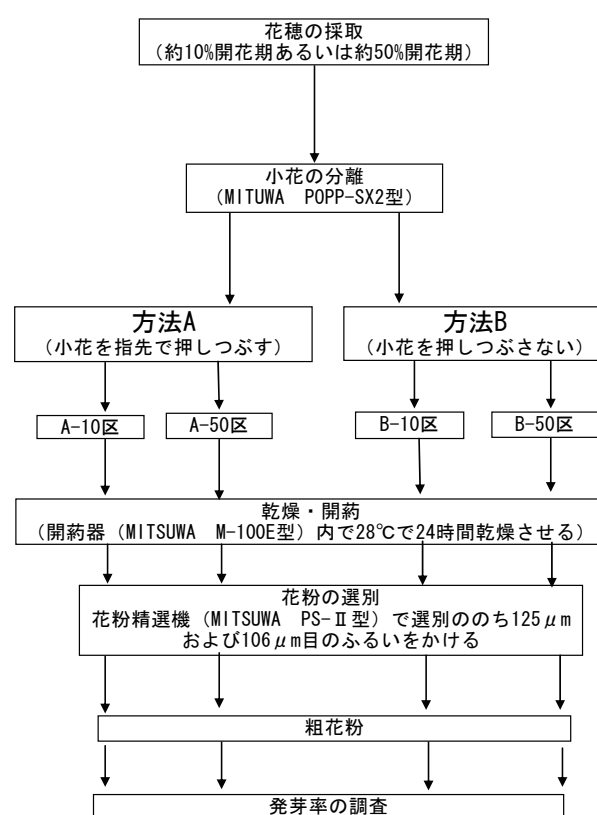 花穂の採取
（約10%開花期あるいは約50%開花期）
小花の分離
（MITUWA　POPP-SX2型）
方法A
（小花を指先で押しつぶす）
方法B
（小花を押しつぶさない）
A-10区
A-50区
B-10区
B-50区
乾燥・開葯
（開葯器（MITSUWA　M-100E型）内で28℃で24時間乾燥させる）
花粉の選別
花粉精選機（MITSUWA　PS-Ⅱ型）で選別ののち125μm
および106μm目のふるいをかける
粗花粉
発芽率の調査